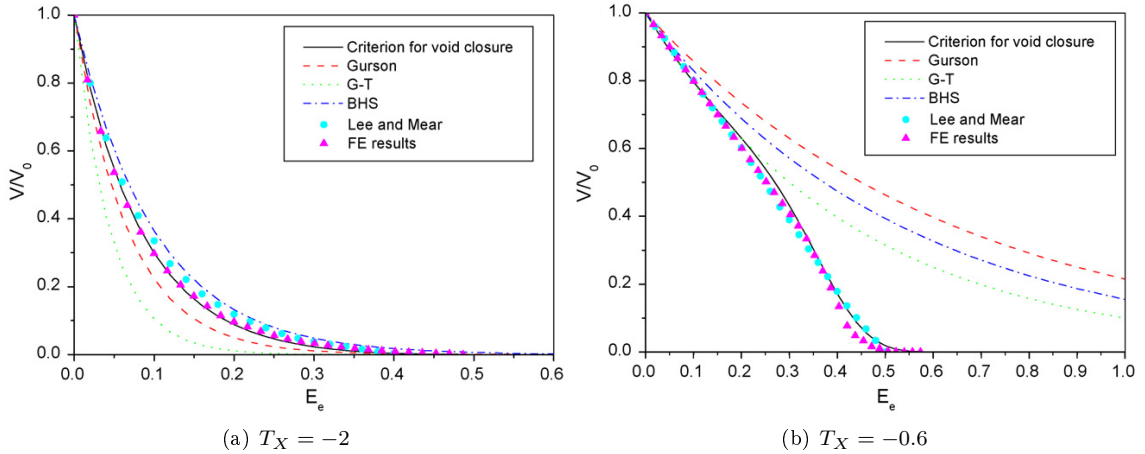 1.0
0.8
0.6
0.4
0.2
0.0
V/V0
0.0 0.1 0.2 0.3 0.4 0.5 0.6
Ee
Criterion for void closure
Gurson
G-T
BHS
Lee and Mear
FE results
(a) TX = −2
1.0
0.8
0.6
0.4
0.2
0.0
V/V0
0.0 0.1 0.2 0.3 0.4 0.5 0.6 0.7 0.8 0.9 1.0
Ee
Criterion for void closure
Gurson
G-T
BHS
Lee and Mear
FE results
(b) TX = −0.6